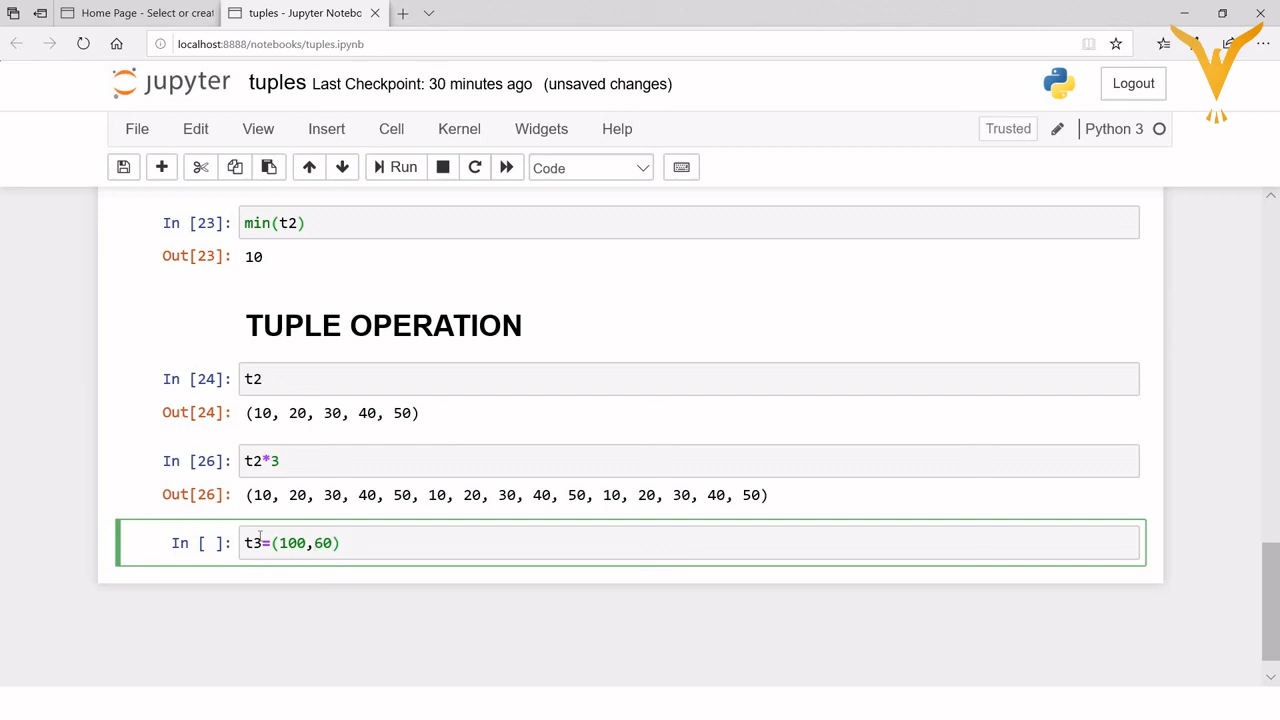 Home Page - Select or creat
tuples - Jupyter Notebo
localhost:8888/notebooks/tuples.ipynb
jupyter tuples Last Checkpoint: 30 minutes ago (unsaved changes)
Logout
File Edit View Insert Cell Kernel Widgets Help
Trusted Python 3
Run Code
In [23]: min(t2)
Out[23]: 10
TUPLE OPERATION
In [24]: t2
Out[24]: (10, 20, 30, 40, 50)
In [26]: t2*3
Out[26]: (10, 20, 30, 40, 50, 10, 20, 30, 40, 50, 10, 20, 30, 40, 50)
In [ ]: t3=(100,60)